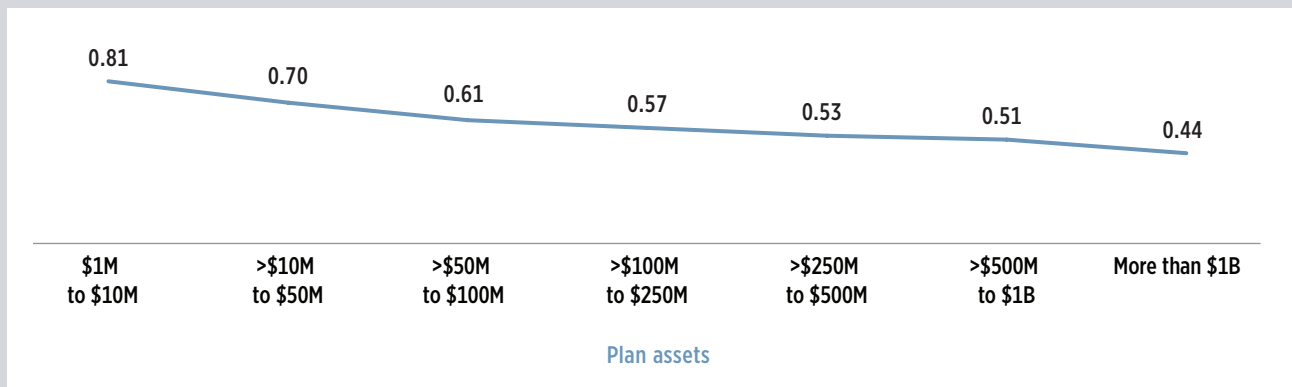 0.81
0.70
0.61
0.57
0.53
0.51
0.44
$1M
to $10M
>$10M
to $50M
>$50M
to $100M
>$100M
to $250M
>$250M
to $500M
>$500M
to $1B
More than $1B
Plan assets